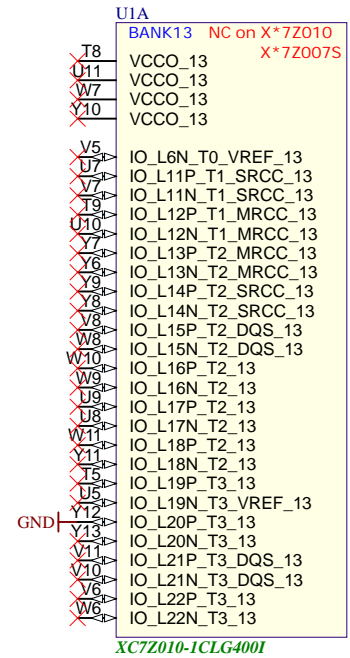 U1A
BANK13 NC on X*7Z010
X*7Z007S
T8 VCCO_13
U11 VCCO_13
W7 VCCO_13
Y10 VCCO_13
V5 IO_L6N_T0_VREF_13
U7 IO_L11P_T1_SRCC_13
V7 IO_L11N_T1_SRCC_13
T9 IO_L12P_T1_MRCC_13
U10 IO_L12N_T1_MRCC_13
Y7 IO_L13P_T2_MRCC_13
Y6 IO_L13N_T2_MRCC_13
Y9 IO_L14P_T2_SRCC_13
Y8 IO_L14N_T2_SRCC_13
V8 IO_L15P_T2_DQS_13
W8 IO_L15N_T2_DQS_13
W10 IO_L16P_T2_13
W9 IO_L16N_T2_13
U9 IO_L17P_T2_13
U8 IO_L17N_T2_13
W11 IO_L18P_T2_13
Y11 IO_L18N_T2_13
T5 IO_L19P_T3_13
U5 IO_L19N_T3_VREF_13
GND Y12 IO_L20P_T3_13
Y13 IO_L20N_T3_13
V11 IO_L21P_T3_DQS_13
V10 IO_L21N_T3_DQS_13
V6 IO_L22P_T3_13
W6 IO_L22N_T3_13
XC7Z010-1CLG400I